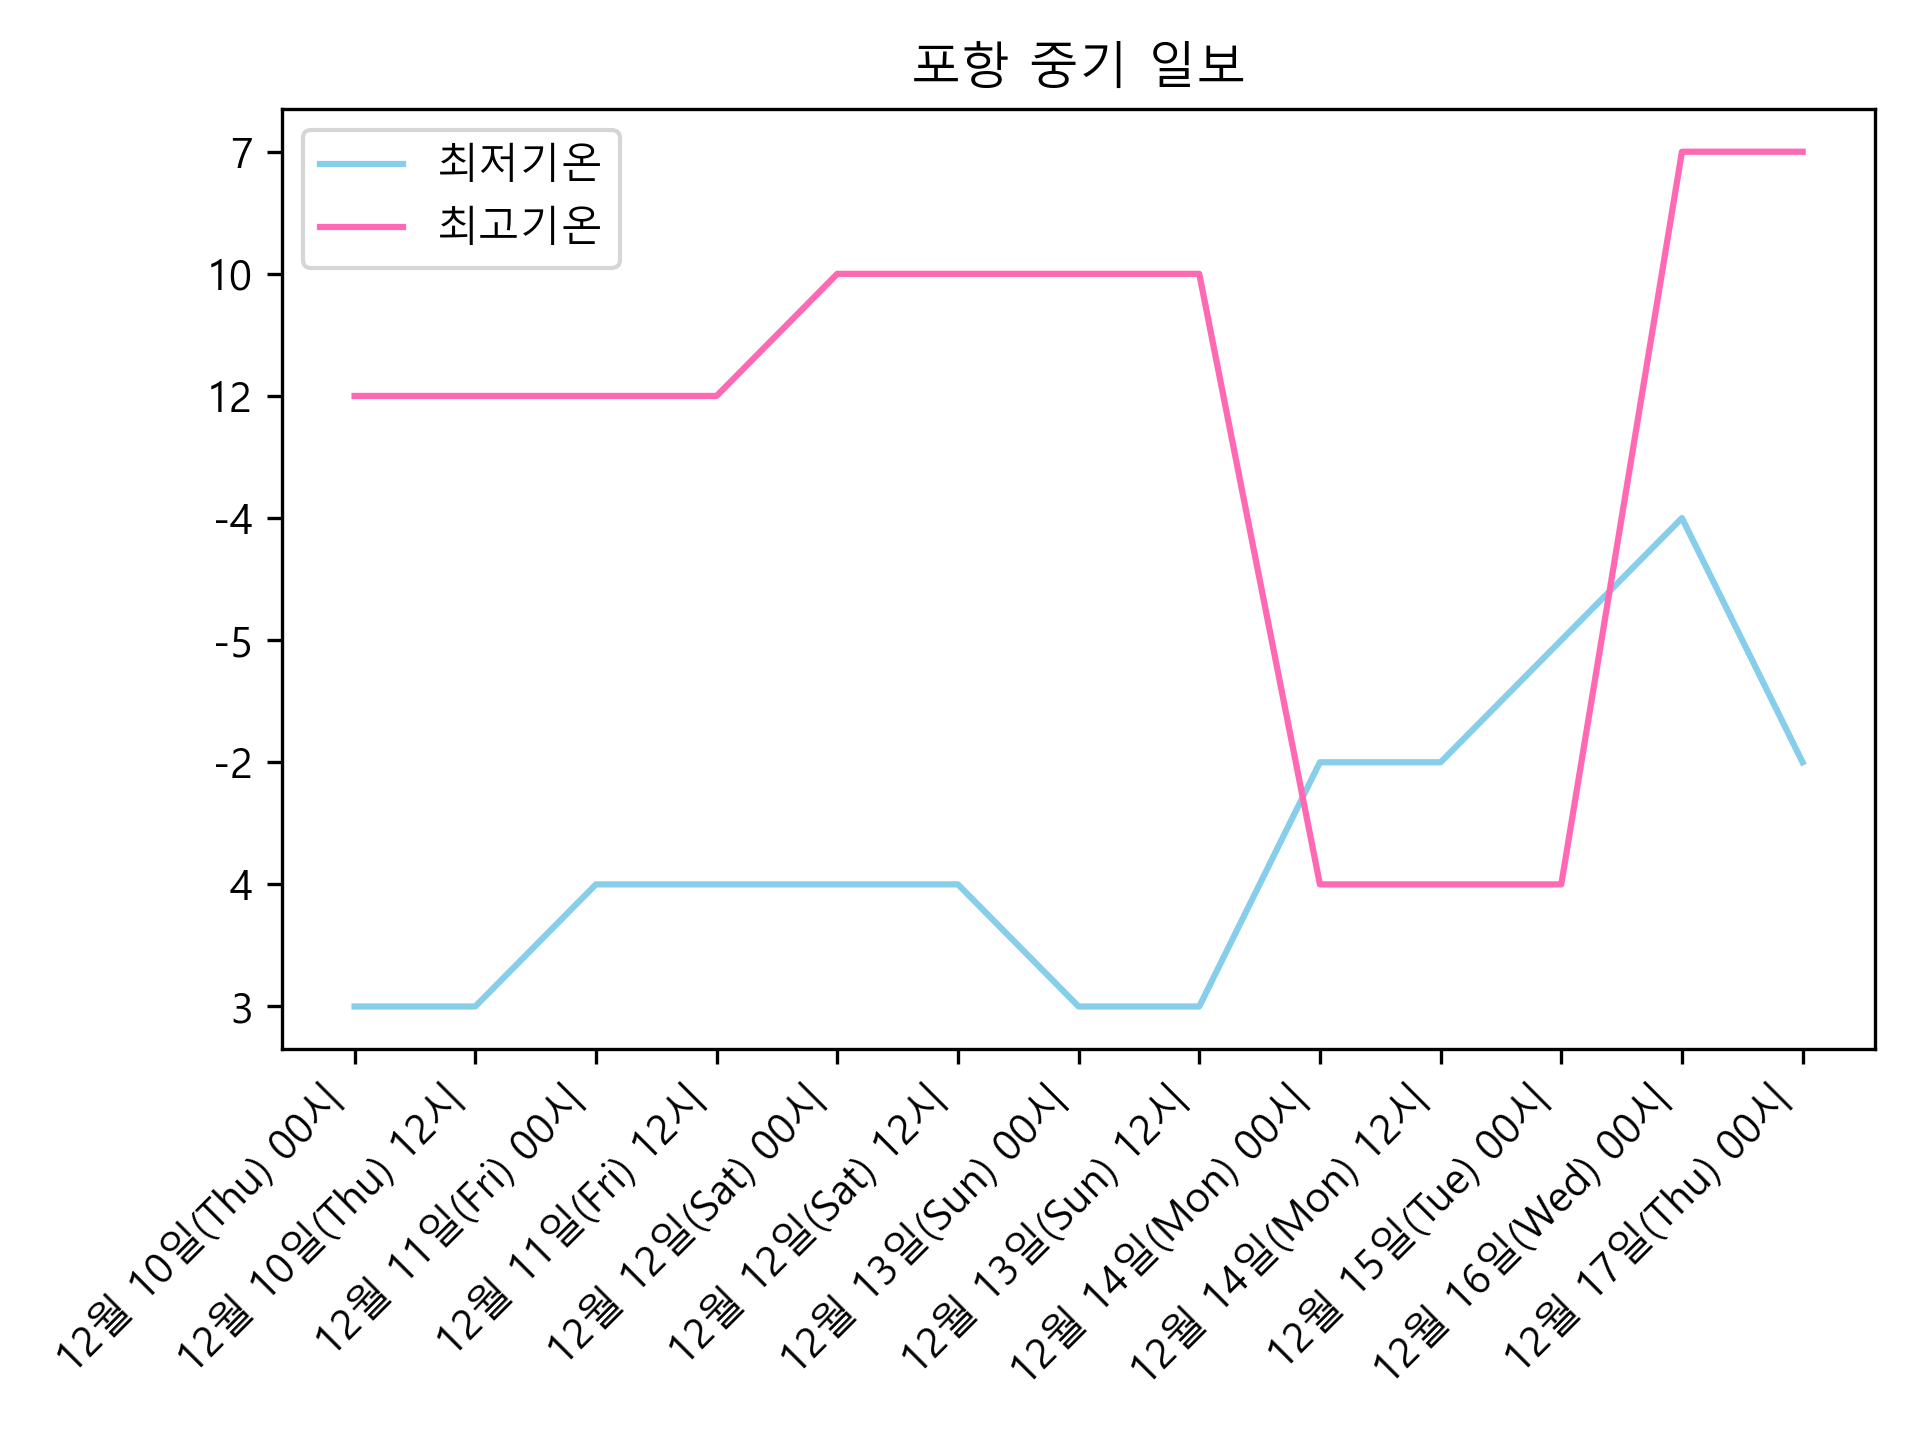 포항 중기 일보
최저기온
최고기온
7
10
12
-4
-5
-2
4
3
12월 10일(Thu) 00시
12월 10일(Thu) 12시
12월 11일(Fri) 00시
12월 11일(Fri) 12시
12월 12일(Sat) 00시
12월 12일(Sat) 12시
12월 13일(Sun) 00시
12월 13일(Sun) 12시
12월 14일(Mon) 00시
12월 14일(Mon) 12시
12월 15일(Tue) 00시
12월 16일(Wed) 00시
12월 17일(Thu) 00시